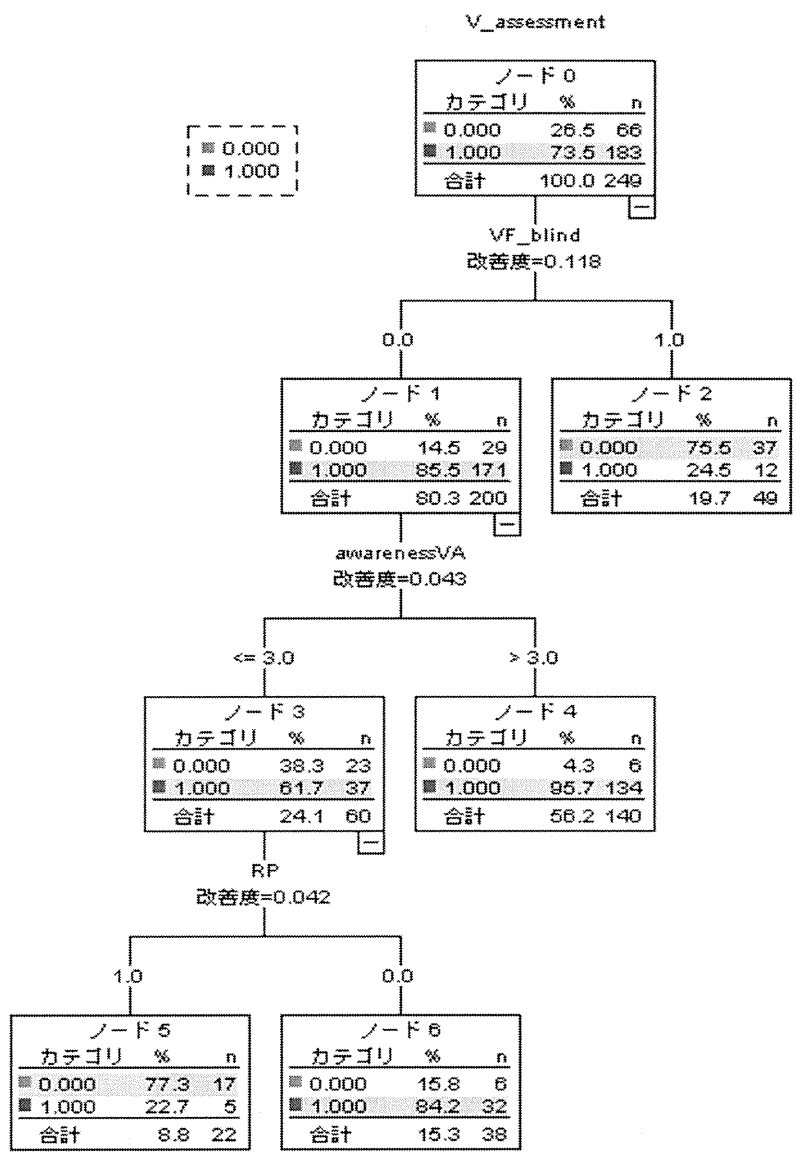 V_assessment
ノード 0
カテゴリ % n
0.000 26.5 66
1.000 73.5 183
合計 100.0 249
0.000
1.000
VF_blind
改善度=0.118
0.0
1.0
ノード 1
カテゴリ % n
0.000 14.5 29
1.000 85.5 171
合計 80.3 200
ノード 2
カテゴリ % n
0.000 75.5 37
1.000 24.5 12
合計 19.7 49
awarenessVA
改善度=0.043
<= 3.0
> 3.0
ノード 3
カテゴリ % n
0.000 38.3 23
1.000 61.7 37
合計 24.1 60
ノード 4
カテゴリ % n
0.000 4.3 6
1.000 95.7 134
合計 56.2 140
RP
改善度=0.042
1.0
0.0
ノード 5
カテゴリ % n
0.000 77.3 17
1.000 22.7 5
合計 8.8 22
ノード 6
カテゴリ % n
0.000 15.8 6
1.000 84.2 32
合計 15.3 38